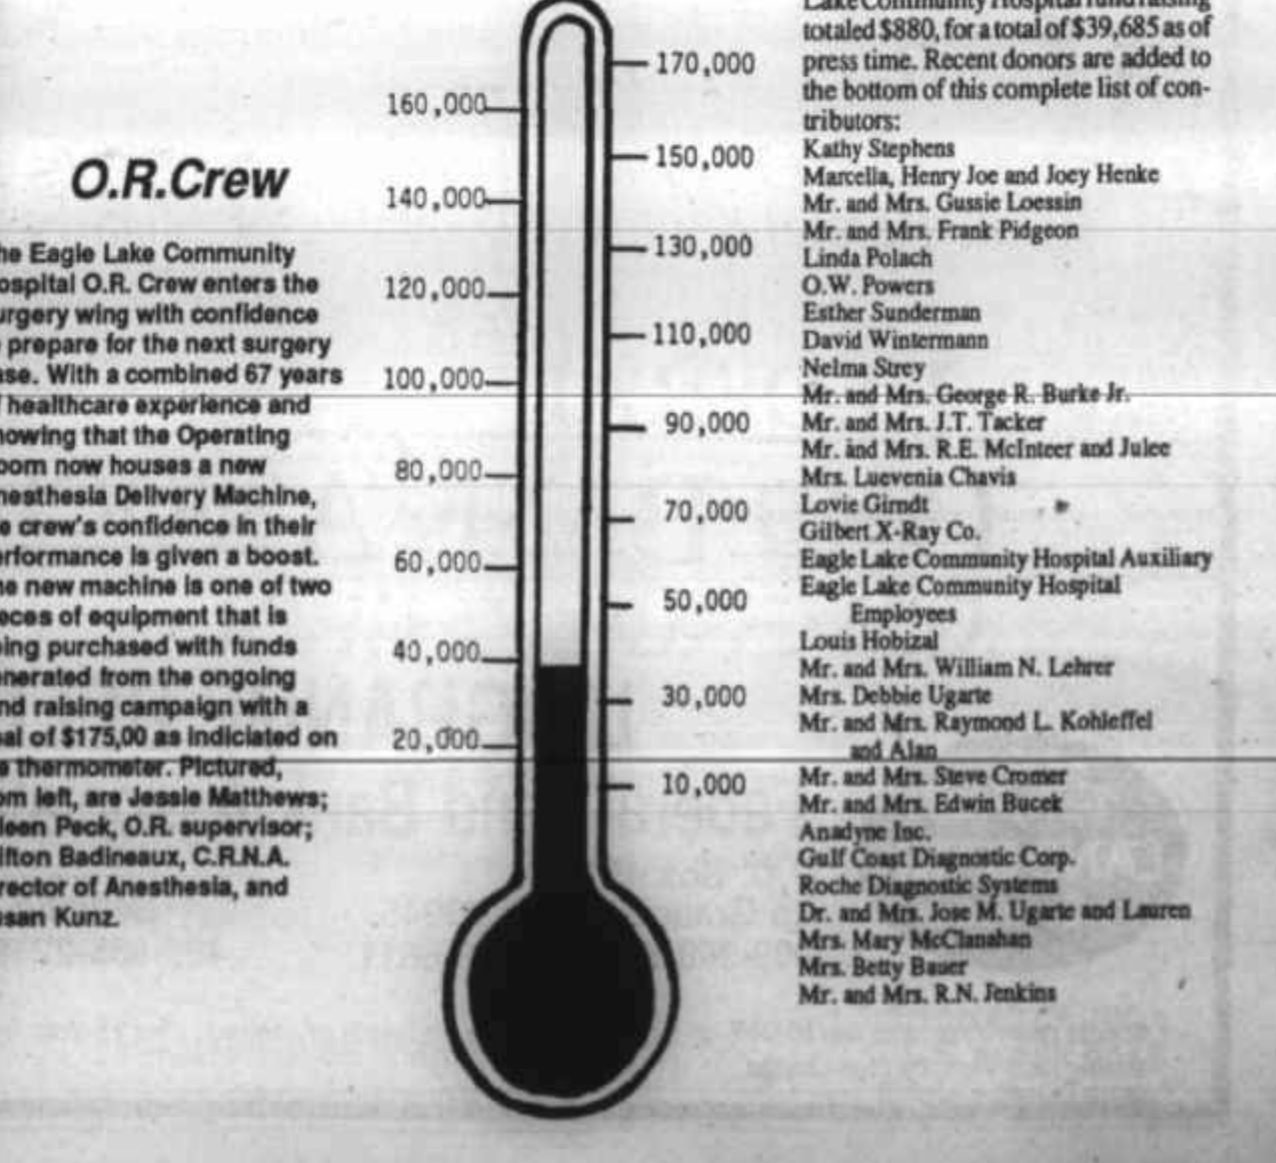 O.R.Crew
he Eagle Lake Community
ospital O.R. Crew enters the
urgery wing with confidence
prepare for the next surgery
ase. With a combined 67 years
f healthcare experience and
nowing that the Operating
oom now houses a new
nesthesia Delivery Machine,
e crew's confidence in their
erformance is given a boost.
he new machine is one of two
ieces of equipment that is
ing purchased with funds
enerated from the ongoing
nd raising campaign with a
al of $175,00 as indiciated on
e thermometer. Pictured,
om left, are Jessie Matthews;
leen Peck, O.R. supervisor;
lifton Badineaux, C.R.N.A.
rector of Anesthesia, and
usan Kunz.
170,000
160,000
150,000
140,000
130,000
120,000
110,000
100,000
90,000
80,000
70,000
60,000
50,000
40,000
30,000
20,000
10,000
Lake Community Hospital fund raising
totaled $880, for a total of $39,685 as of
press time. Recent donors are added to
the bottom of this complete list of con-
tributors:
Kathy Stephens
Marcella, Henry Joe and Joey Henke
Mr. and Mrs. Gussie Loessin
Mr. and Mrs. Frank Pidgeon
Linda Polach
O.W. Powers
Esther Sunderman
David Wintermann
Nelma Strey
Mr. and Mrs. George R. Burke Jr.
Mr. and Mrs. J.T. Tacker
Mr. and Mrs. R.E. McInteer and Julee
Mrs. Luevenia Chavis
Lovie Girndt
Gilbert X-Ray Co.
Eagle Lake Community Hospital Auxiliary
Eagle Lake Community Hospital
Employees
Louis Hobizal
Mr. and Mrs. William N. Lehrer
Mrs. Debbie Ugarte
Mr. and Mrs. Raymond L. Kohleffel
and Alan
Mr. and Mrs. Steve Cromer
Mr. and Mrs. Edwin Bucek
Anadyne Inc.
Gulf Coast Diagnostic Corp.
Roche Diagnostic Systems
Dr. and Mrs. Jose M. Ugarte and Lauren
Mrs. Mary McClanahan
Mrs. Betty Bauer
Mr. and Mrs. R.N. Jenkins